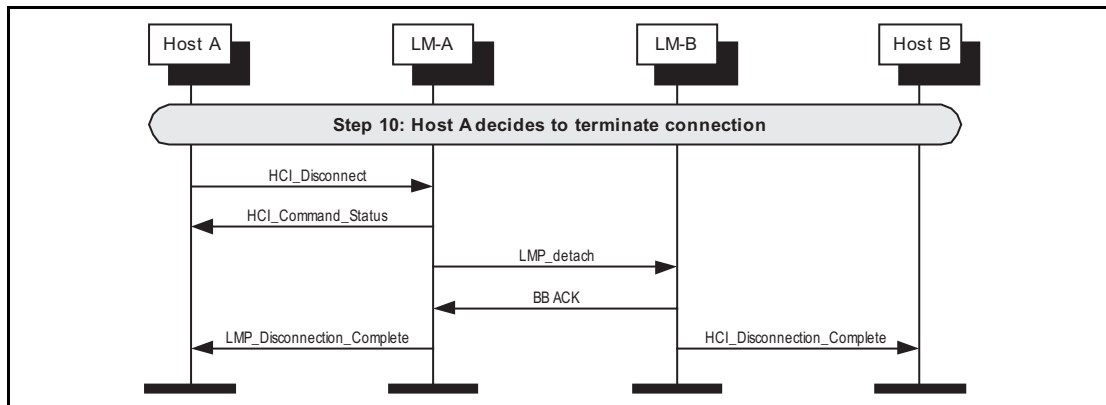 Host A LM-A LM-B Host B
Step 10: Host A decides to terminate connection
HCI_Disconnect
HCI_Command_Status
LMP_detach
BB ACK
LMP_Disconnection_Complete HCI_Disconnection_Complete